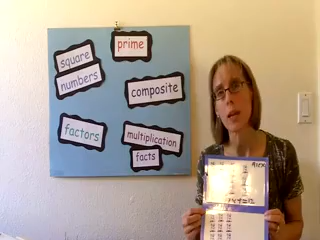 prime
square
numbers
composite
factors
multiplication
facts